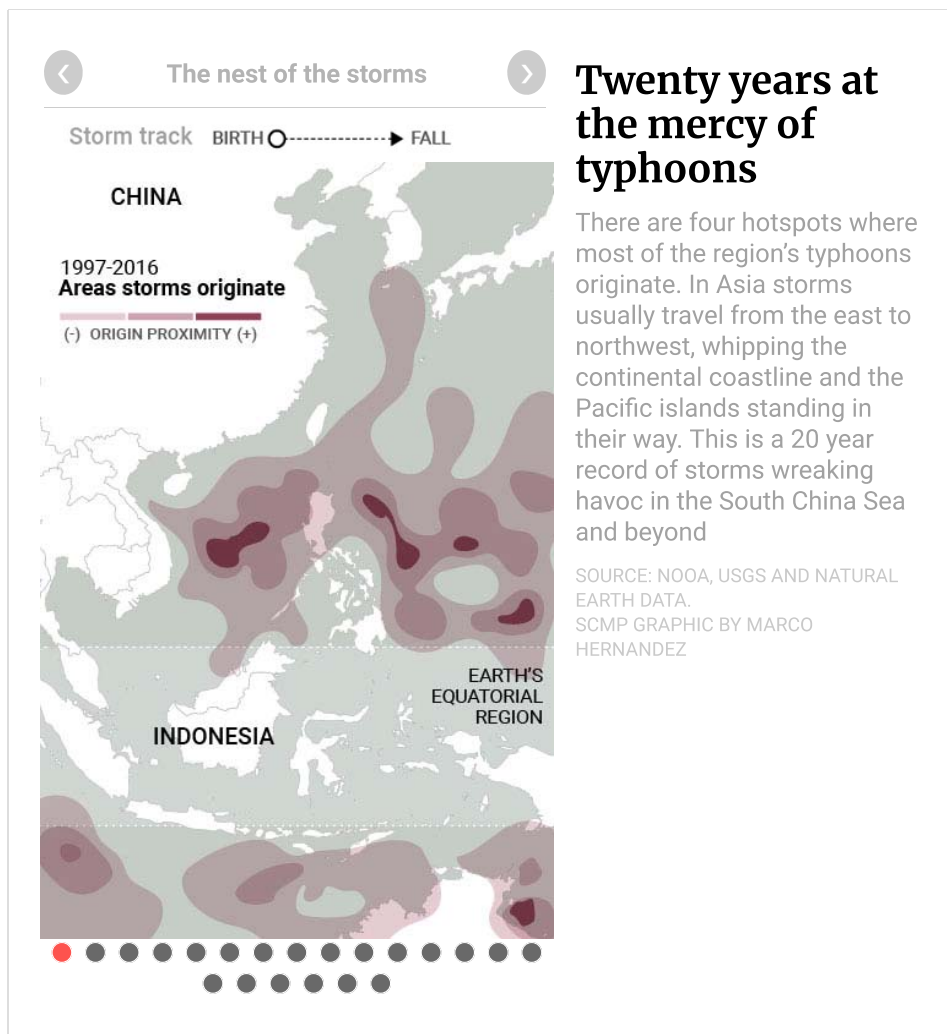 The nest of the storms
Storm track BIRTH FALL
CHINA
1997-2016
Areas storms originate
(-) ORIGIN PROXIMITY (+)
EARTH'S
EQUATORIAL
REGION
INDONESIA
Twenty years at
the mercy of
typhoons
There are four hotspots where
most of the region's typhoons
originate. In Asia storms
usually travel from the east to
northwest, whipping the
continental coastline and the
Pacific islands standing in
their way. This is a 20 year
record of storms wreaking
havoc in the South China Sea
and beyond
SOURCE: NOOA, USGS AND NATURAL
EARTH DATA.
SCMP GRAPHIC BY MARCO
HERNANDEZ